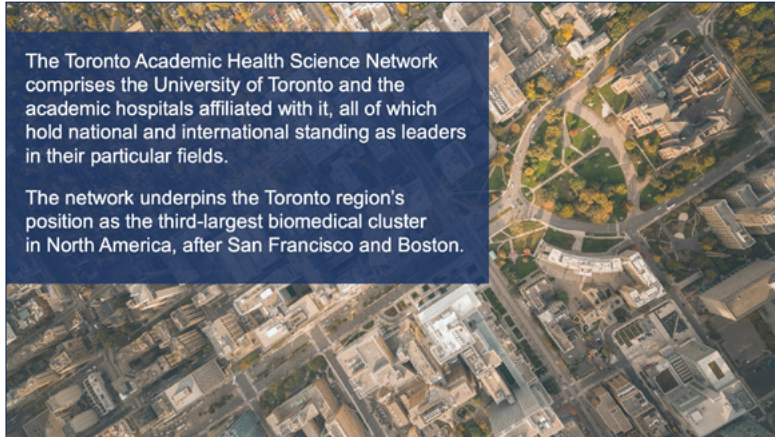 The Toronto Academic Health Science Network
comprises the University of Toronto and the
academic hospitals affiliated with it, all of which
hold national and international standing as leaders
in their particular fields.
The network underpins the Toronto region's
position as the third-largest biomedical cluster
in North America, after San Francisco and Boston.